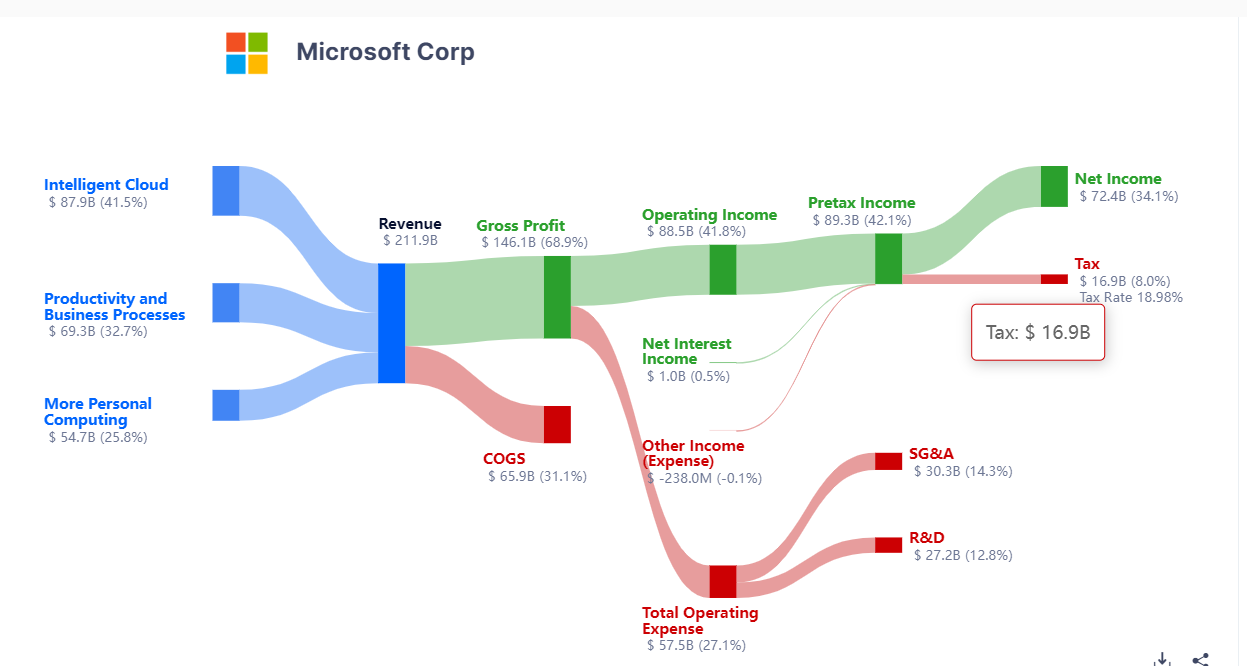 Microsoft Corp
Intelligent Cloud
$ 87.9B (41.5%)
Productivity and
Business Processes
$ 69.3B (32.7%)
More Personal
Computing
$ 54.7B (25.8%)
Revenue
$ 211.9B
Gross Profit
$ 146.1B (68.9%)
COGS
$ 65.9B (31.1%)
Operating Income
$ 88.5B (41.8%)
Net Interest
Income
$ 1.0B (0.5%)
Other Income
(Expense)
$ -238.0M (-0.1%)
Total Operating
Expense
$ 57.5B (27.1%)
Pretax Income
$ 89.3B (42.1%)
SG&A
$ 30.3B (14.3%)
R&D
$ 27.2B (12.8%)
Net Income
$ 72.4B (34.1%)
Tax
$ 16.9B (8.0%)
Tax Rate 18.98%
Tax: $ 16.9B